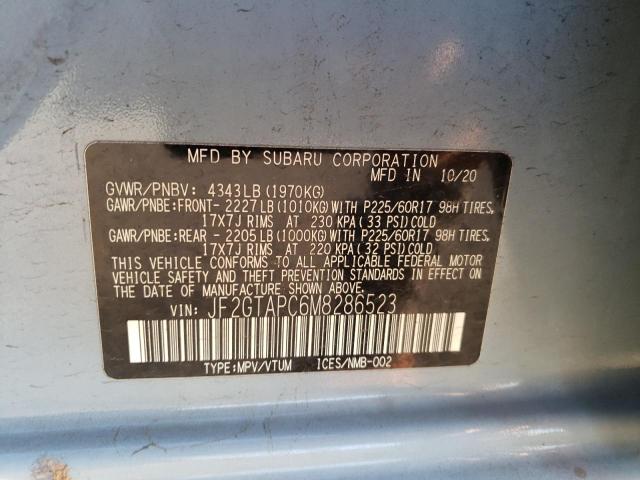 MFD BY SUBARU CORPORATION
MFD IN 10/20
GVWR/PNBV: 4343LB(1970KG)
GAWR/PNBE:FRONT- 2227LB(1010KG)WITH P225/60R17 98H TIRES,
17X7J RIMS AT 230 KPA(33 PSI)COLD
GAWR/PNBE:REAR - 2205LB(1000KG)WITH P225/60R17 98H TIRES,
17X7J RIMS AT 220 KPA(32 PSI)COLD
THIS VEHICLE CONFORMS TO ALL APPLICABLE FEDERAL MOTOR
VEHICLE SAFETY AND THEFT PREVENTION STANDARDS IN EFFECT
ON THE DATE OF MANUFACTURE SHOWN ABOVE.
VIN: JF2GTAPC6M8286523
TYPE:MPV/VTUM ICES/NMB-002